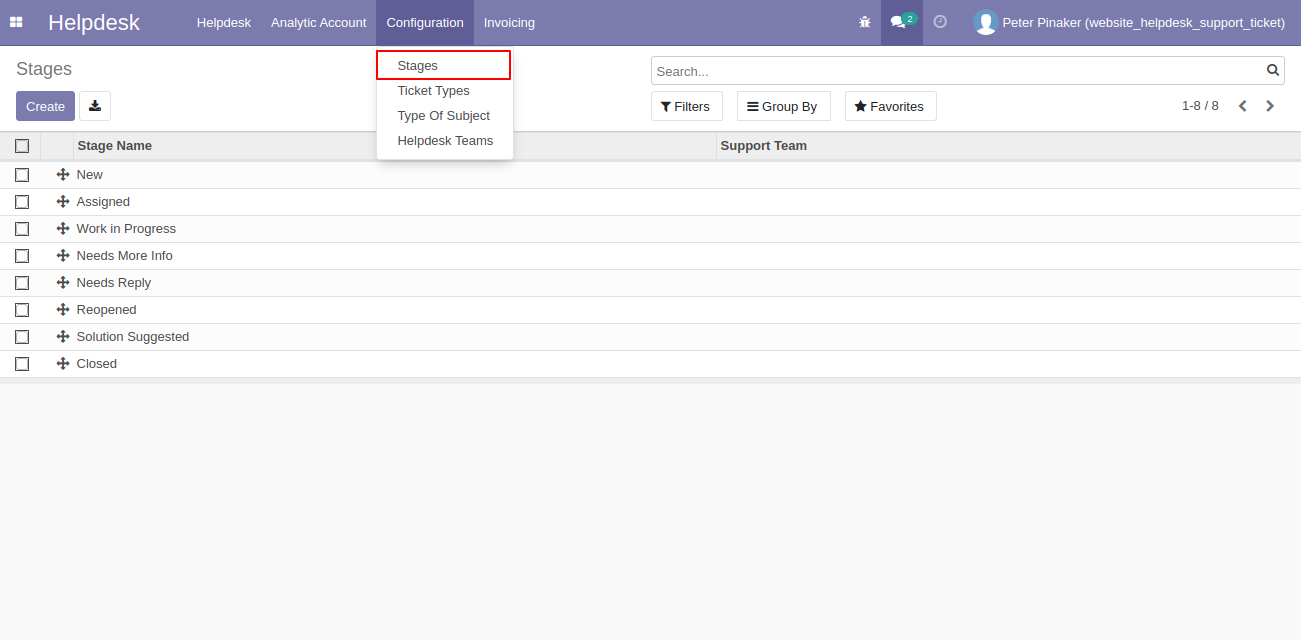 Helpdesk
Helpdesk Analytic Account Configuration Invoicing
2
Peter Pinaker (website_helpdesk_support_ticket)
Stages
Search...
Create
Filters
Group By
Favorites
1-8 / 8
Stages
Ticket Types
Type Of Subject
Helpdesk Teams
Stage Name Support Team
New
Assigned
Work in Progress
Needs More Info
Needs Reply
Reopened
Solution Suggested
Closed